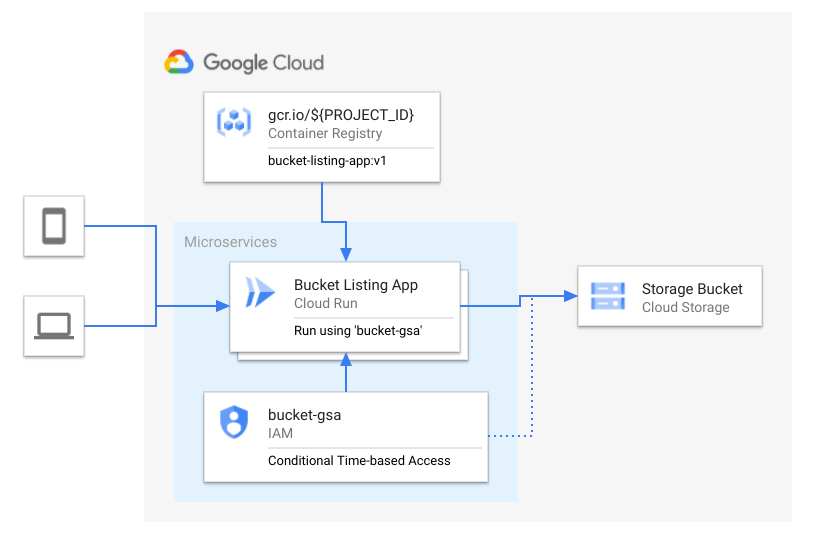 Google Cloud
gcr.io/${PROJECT_ID}
Container Registry
bucket-listing-app:v1
Microservices
Bucket Listing App
Cloud Run
Run using 'bucket-gsa'
Storage Bucket
Cloud Storage
bucket-gsa
IAM
Conditional Time-based Access